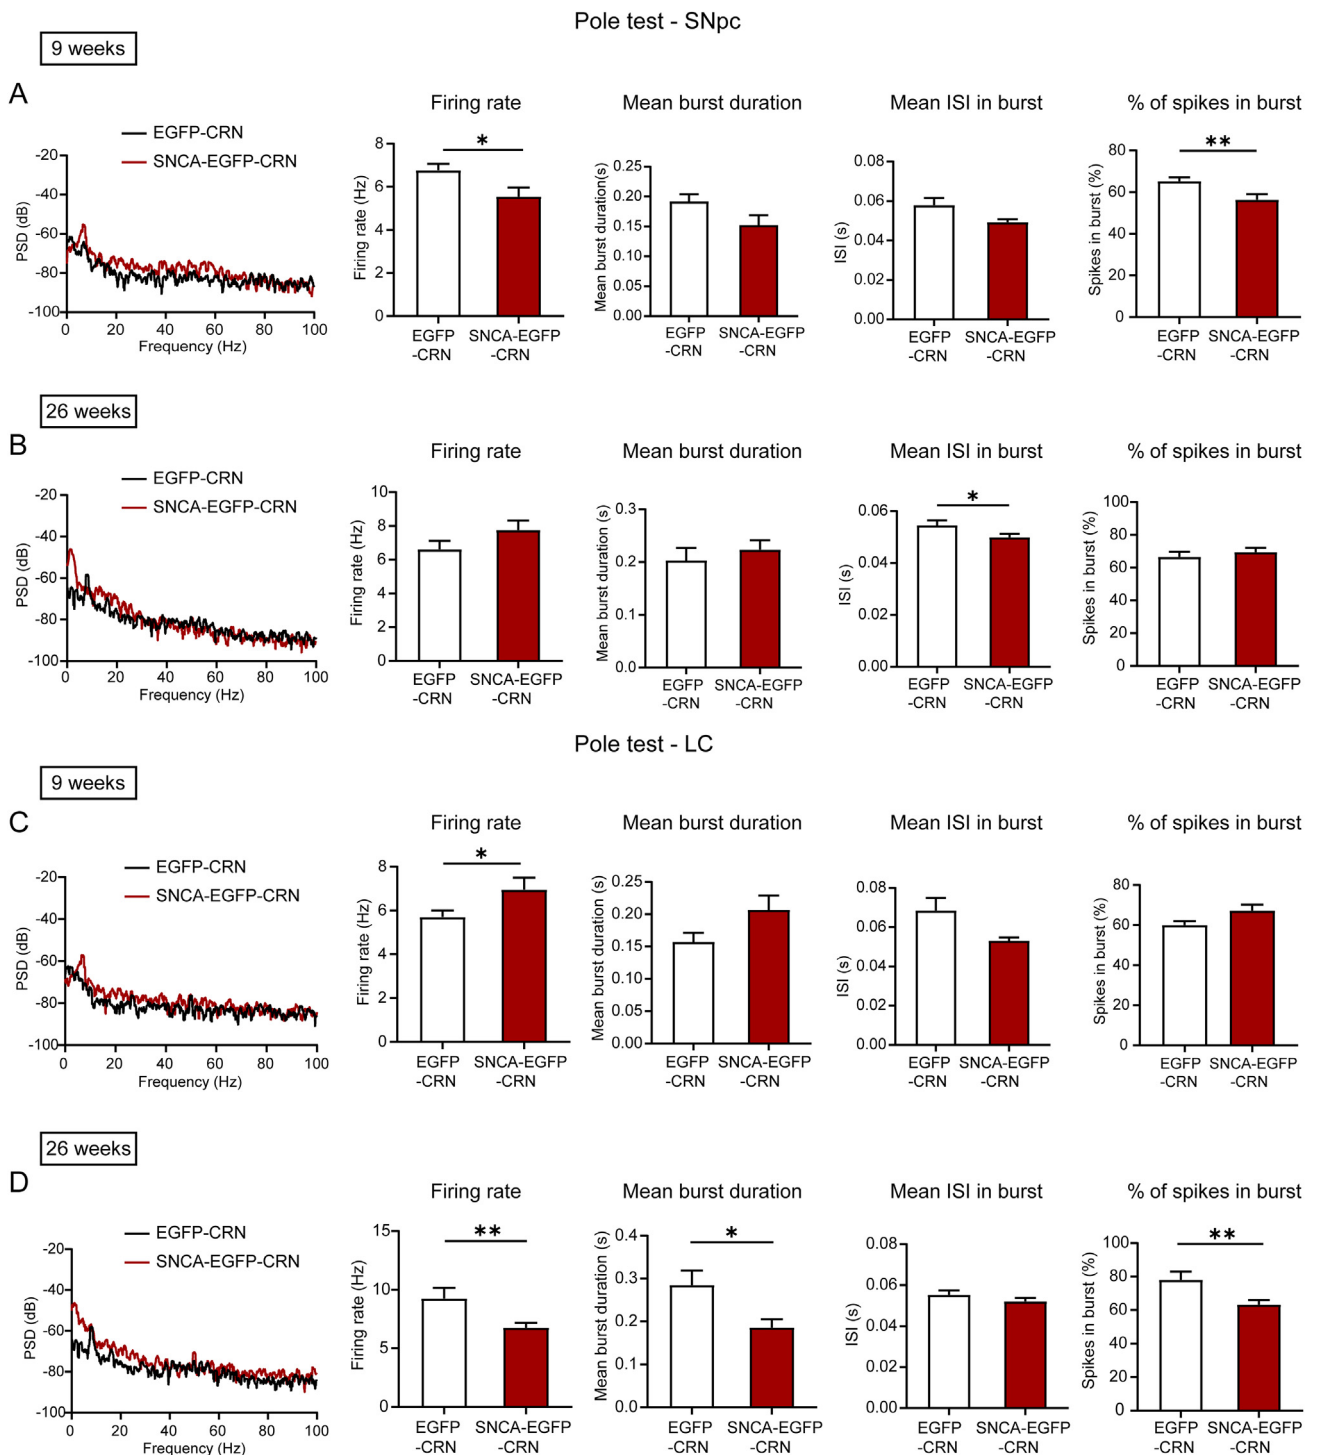 Pole test - SNpc
9 weeks
A
EGFP-CRN
SNCA-EGFP-CRN
-20
-40
-60
-80
-100
PSD (dB)
0 20 40 60 80 100
Frequency (Hz)
Firing rate
*
8
6
4
2
0
Firing rate (Hz)
EGFP
-CRN
SNCA-EGFP
-CRN
Mean burst duration
0.25
0.20
0.15
0.10
0.05
0.00
Mean burst duration(s)
EGFP
-CRN
SNCA-EGFP
-CRN
Mean ISI in burst
0.08
0.06
0.04
0.02
0.00
ISI (s)
EGFP
-CRN
SNCA-EGFP
-CRN
% of spikes in burst
**
80
60
40
20
0
Spikes in burst (%)
EGFP
-CRN
SNCA-EGFP
-CRN
26 weeks
B
EGFP-CRN
SNCA-EGFP-CRN
-20
-40
-60
-80
-100
PSD (dB)
0 20 40 60 80 100
Frequency (Hz)
Firing rate
10
8
6
4
2
0
Firing rate (Hz)
EGFP
-CRN
SNCA-EGFP
-CRN
Mean burst duration
0.3
0.2
0.1
0.0
Mean burst duration (s)
EGFP
-CRN
SNCA-EGFP
-CRN
Mean ISI in burst
*
0.06
0.04
0.02
0.00
ISI (s)
EGFP
-CRN
SNCA-EGFP
-CRN
% of spikes in burst
100
80
60
40
20
0
Spikes in burst (%)
EGFP
-CRN
SNCA-EGFP
-CRN
Pole test - LC
9 weeks
C
EGFP-CRN
SNCA-EGFP-CRN
-20
-40
-60
-80
-100
PSD (dB)
0 20 40 60 80 100
Frequency (Hz)
Firing rate
*
8
6
4
2
0
Firing rate (Hz)
EGFP
-CRN
SNCA-EGFP
-CRN
Mean burst duration
0.25
0.20
0.15
0.10
0.05
0.00
Mean burst duration (s)
EGFP
-CRN
SNCA-EGFP
-CRN
Mean ISI in burst
0.08
0.06
0.04
0.02
0.00
ISI (s)
EGFP
-CRN
SNCA-EGFP
-CRN
% of spikes in burst
80
60
40
20
0
Spikes in burst (%)
EGFP
-CRN
SNCA-EGFP
-CRN
26 weeks
D
EGFP-CRN
SNCA-EGFP-CRN
-20
-40
-60
-80
-100
PSD (dB)
0 20 40 60 80 100
Frequency (Hz)
Firing rate
**
15
10
5
0
Firing rate (Hz)
EGFP
-CRN
SNCA-EGFP
-CRN
Mean burst duration
*
0.4
0.3
0.2
0.1
0.0
Mean burst duration (s)
EGFP
-CRN
SNCA-EGFP
-CRN
Mean ISI in burst
0.08
0.06
0.04
0.02
0.00
ISI (s)
EGFP
-CRN
SNCA-EGFP
-CRN
% of spikes in burst
**
100
80
60
40
20
0
Spikes in burst (%)
EGFP
-CRN
SNCA-EGFP
-CRN